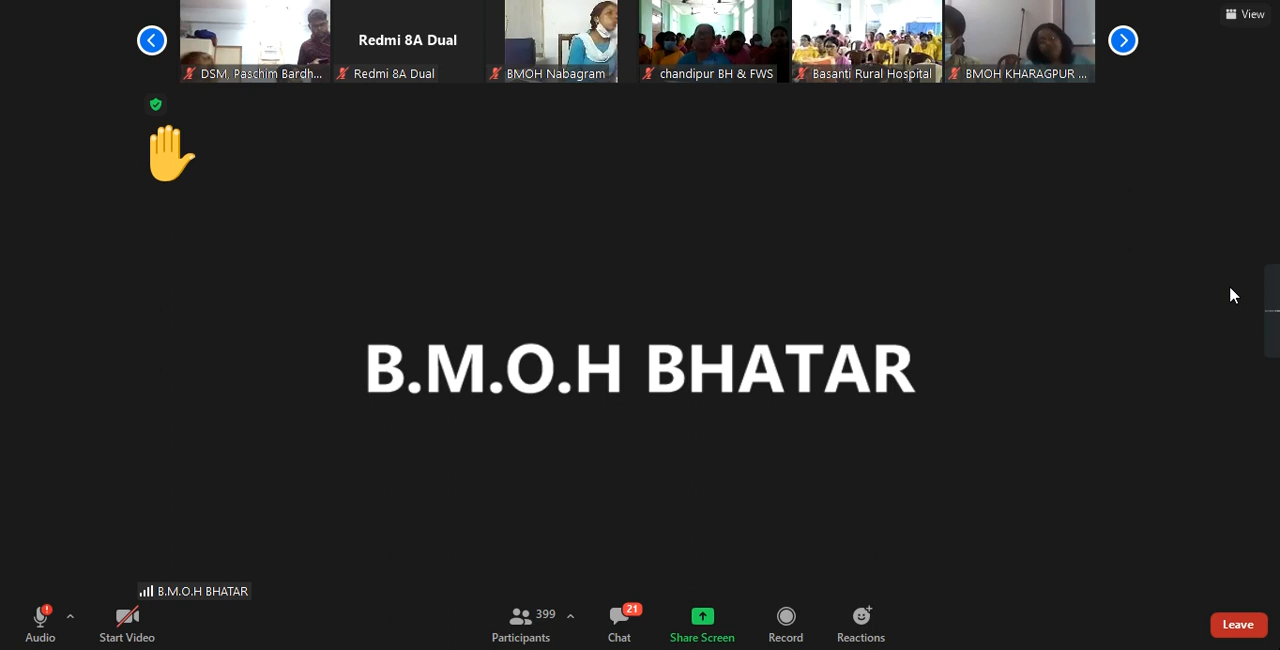 View
Redmi 8A Dual
DSM, Paschim Bardh...
Redmi 8A Dual
BMOH Nabagram
chandipur BH & FWS
Basanti Rural Hospital
BMOH KHARAGPUR ...
B.M.O.H BHATAR
B.M.O.H BHATAR
Audio
Start Video
399
Participants
21
Chat
Share Screen
Record
Reactions
Leave